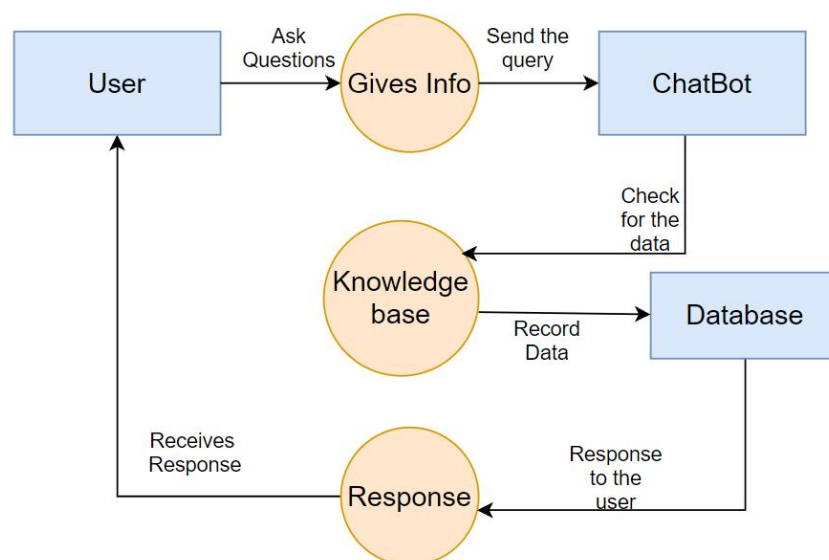 Ask
Questions
Send the
query
User
Gives Info
ChatBot
Check
for the
data
Knowledge
base
Record
Data
Database
Receives
Response
Response
Response
to the
user